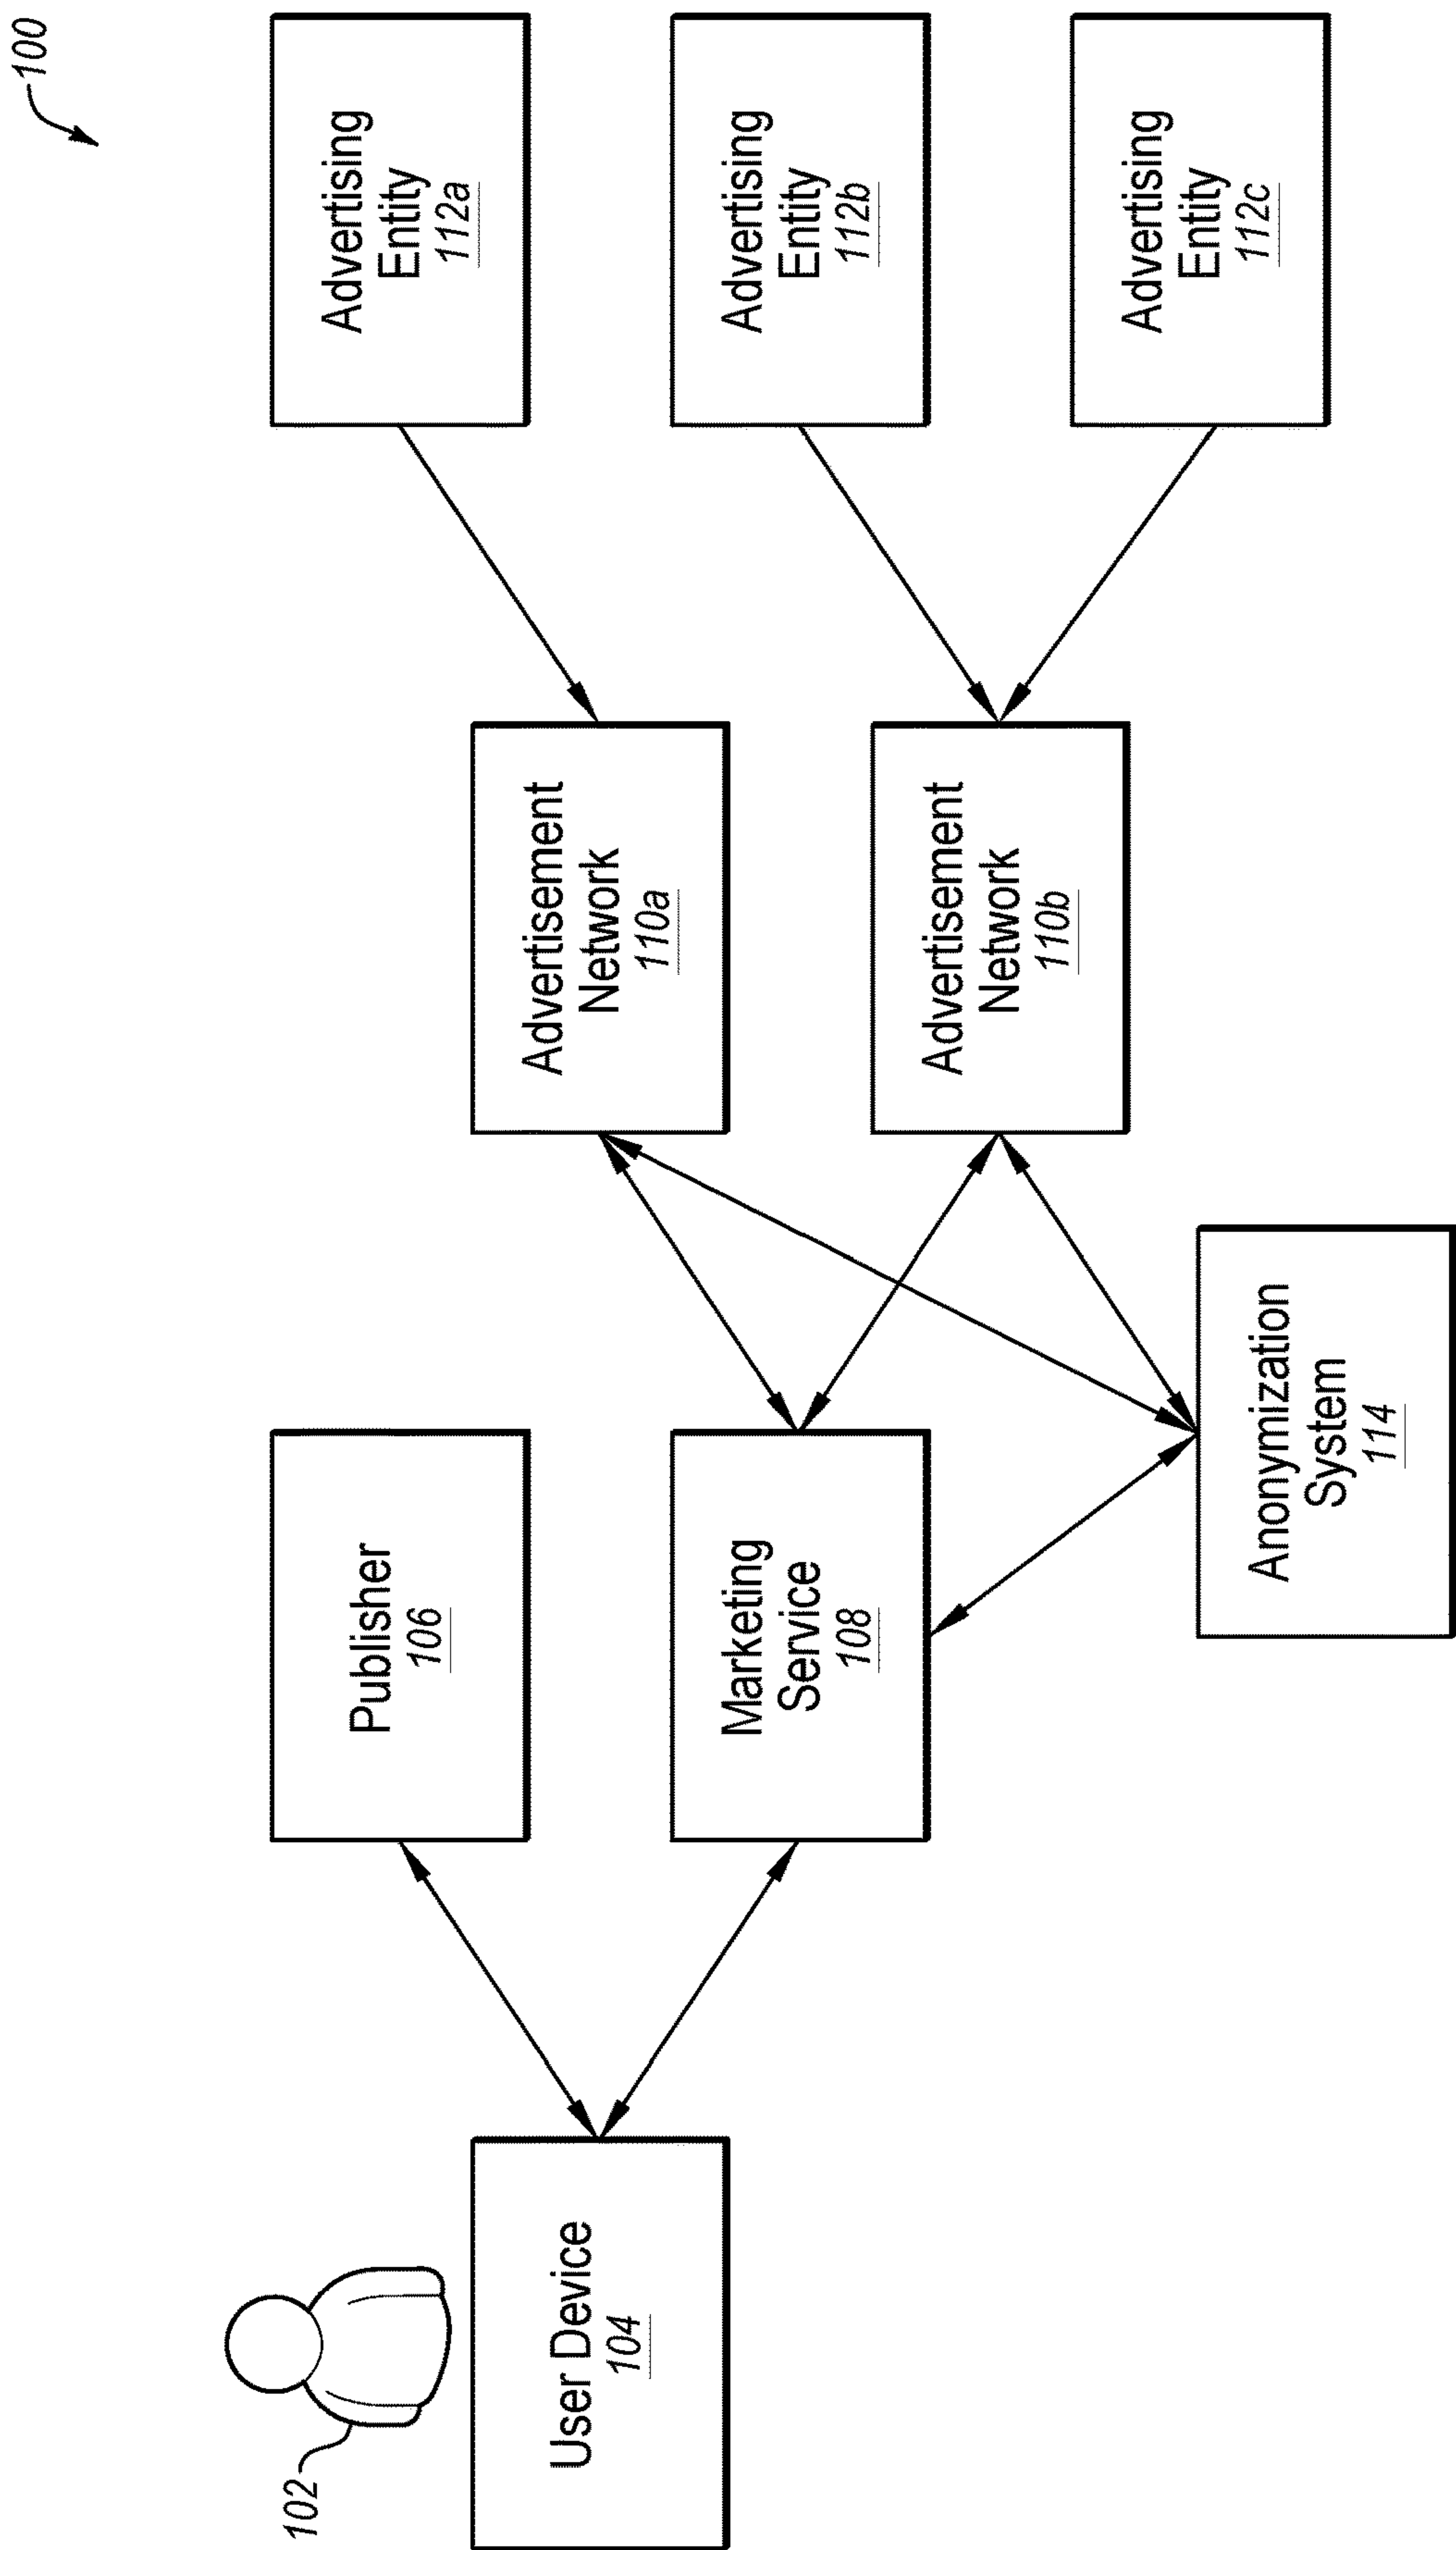 100
102
User Device
104
Publisher
106
Marketing
Service
108
Anonymization
System
114
Advertisement
Network
110a
Advertisement
Network
110b
Advertising
Entity
112a
Advertising
Entity
112b
Advertising
Entity
112c